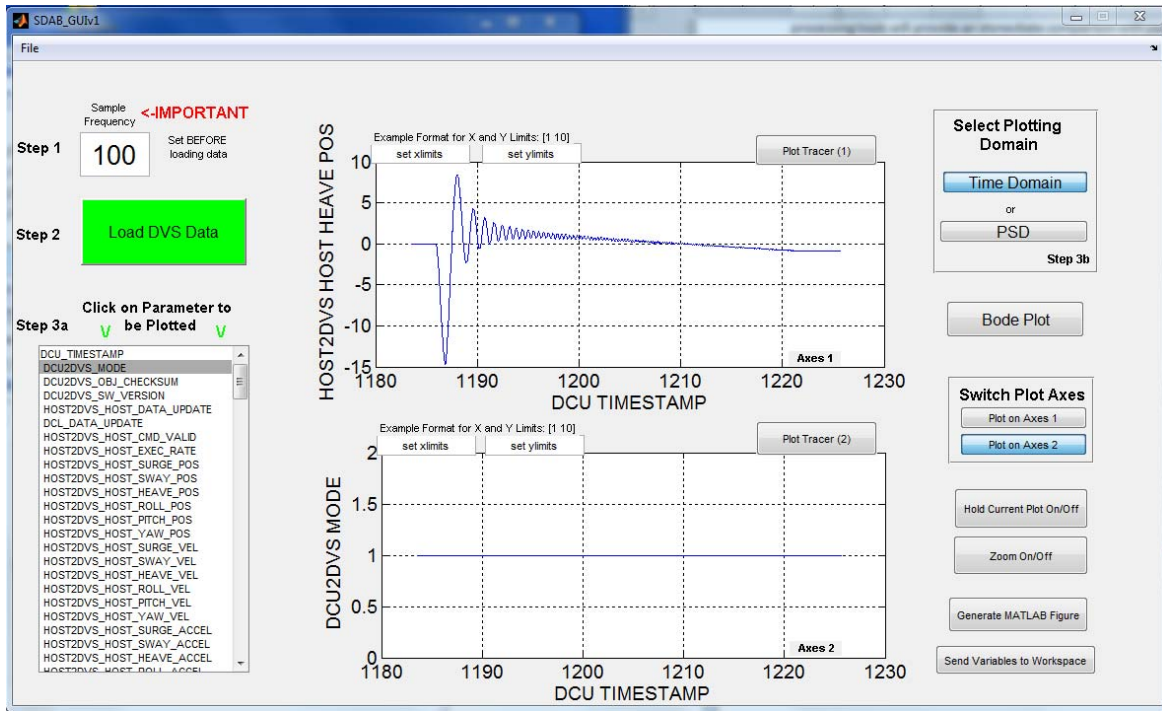 SDAB_GUIv1
File
Step 1
Sample
Frequency
<-IMPORTANT
100
Set BEFORE
loading data
Step 2
Load DVS Data
Step 3a
Click on Parameter to
V be Plotted V
DCU_TIMESTAMP
DCU2DVS_MODE
DCU2DVS_OBJ_CHECKSUM
DCU2DVS_SW_VERSION
HOST2DVS_HOST_DATA_UPDATE
DCL_DATA_UPDATE
HOST2DVS_HOST_CMD_VALID
HOST2DVS_HOST_EXEC_RATE
HOST2DVS_HOST_SURGE_POS
HOST2DVS_HOST_SWAY_POS
HOST2DVS_HOST_HEAVE_POS
HOST2DVS_HOST_ROLL_POS
HOST2DVS_HOST_PITCH_POS
HOST2DVS_HOST_YAW_POS
HOST2DVS_HOST_SURGE_VEL
HOST2DVS_HOST_SWAY_VEL
HOST2DVS_HOST_HEAVE_VEL
HOST2DVS_HOST_ROLL_VEL
HOST2DVS_HOST_PITCH_VEL
HOST2DVS_HOST_YAW_VEL
HOST2DVS_HOST_SURGE_ACCEL
HOST2DVS_HOST_SWAY_ACCEL
HOST2DVS_HOST_HEAVE_ACCEL
HOST2DVS_HOST_ROLL_ACCEL
Example Format for X and Y Limits: [1 10]
set xlimits
set ylimits
Plot Tracer (1)
HOST2DVS HOST HEAVE POS
10
5
0
-5
-10
-15
Axes 1
1180 1190 1200 1210 1220 1230
DCU TIMESTAMP
Example Format for X and Y Limits: [1 10]
set xlimits
set ylimits
Plot Tracer (2)
DCU2DVS MODE
2
1.5
1
0.5
0
Axes 2
1180 1190 1200 1210 1220 1230
DCU TIMESTAMP
Select Plotting
Domain
Time Domain
or
PSD
Step 3b
Bode Plot
Switch Plot Axes
Plot on Axes 1
Plot on Axes 2
Hold Current Plot On/Off
Zoom On/Off
Generate MATLAB Figure
Send Variables to Workspace